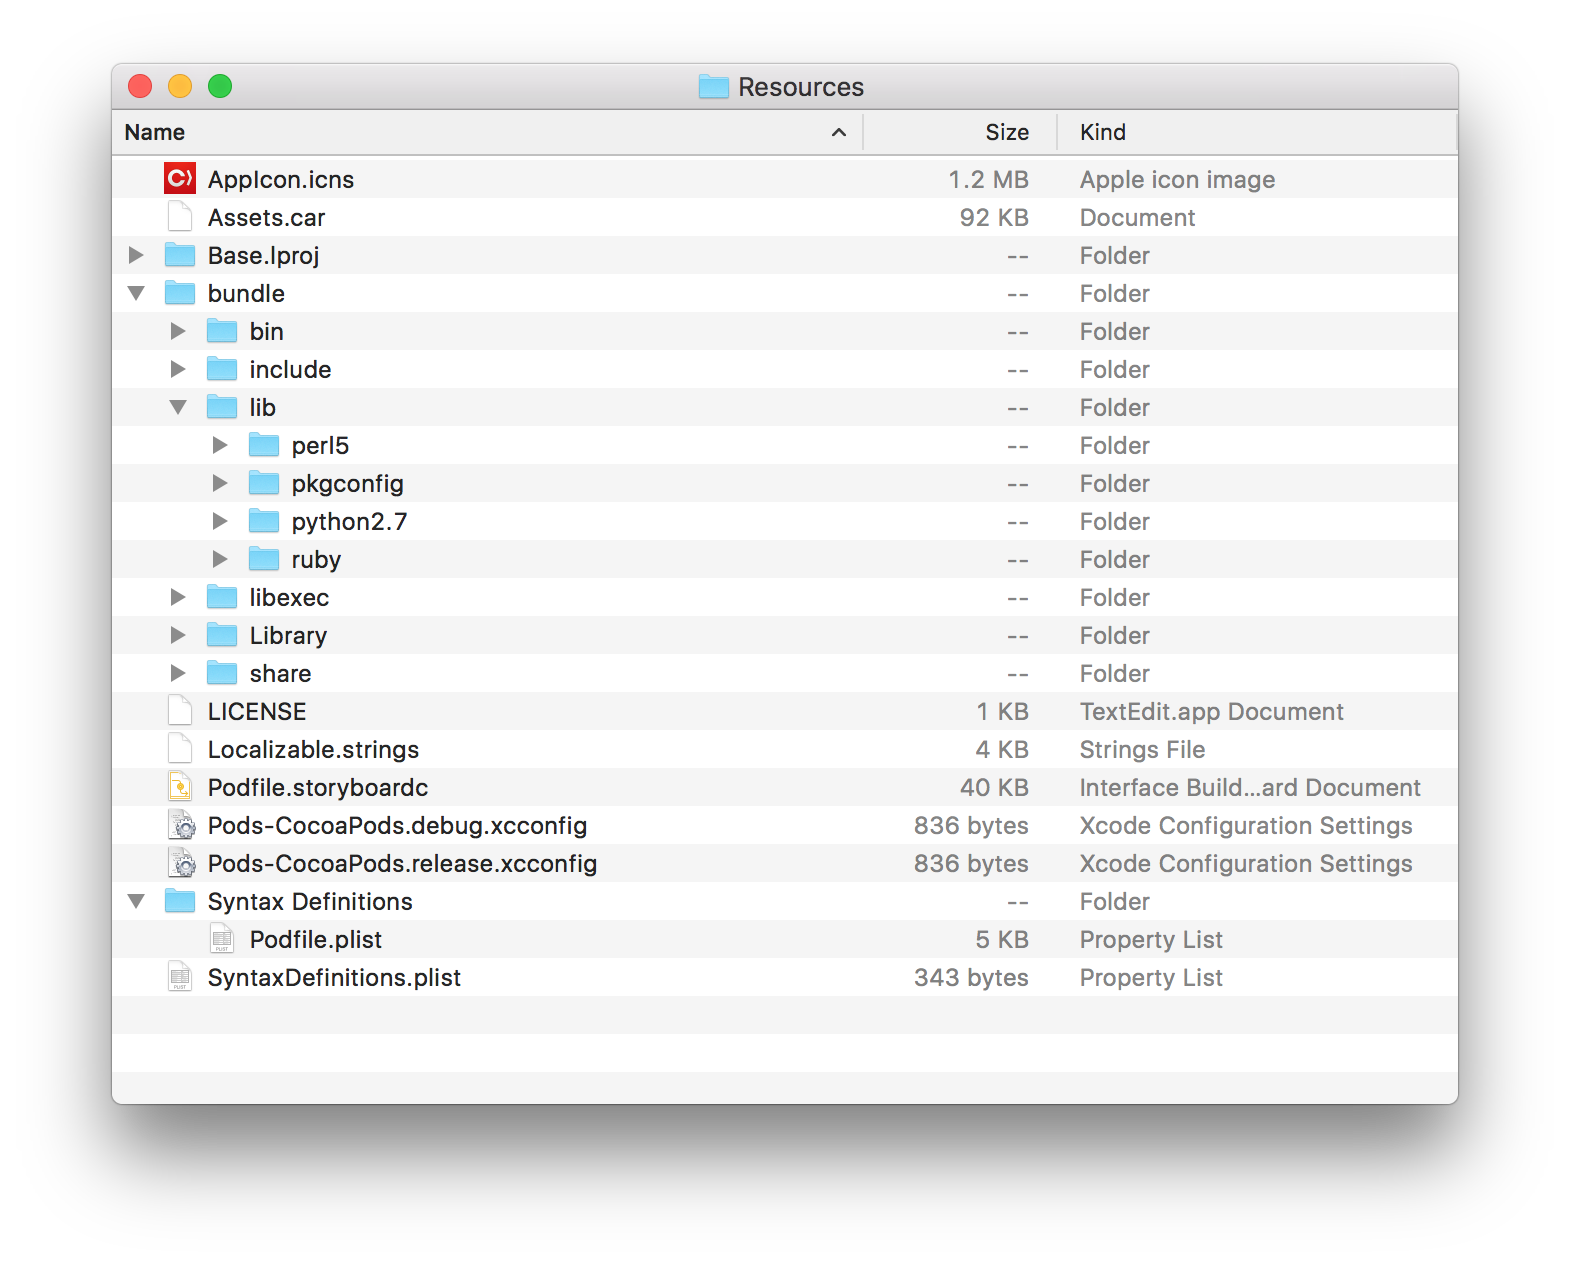 Resources
Name Size Kind
AppIcon.icns 1.2 MB Apple icon image
Assets.car 92 KB Document
Base.lproj -- Folder
bundle -- Folder
bin -- Folder
include -- Folder
lib -- Folder
perl5 -- Folder
pkgconfig -- Folder
python2.7 -- Folder
ruby -- Folder
libexec -- Folder
Library -- Folder
share -- Folder
LICENSE 1 KB TextEdit.app Document
Localizable.strings 4 KB Strings File
Podfile.storyboardc 40 KB Interface Build...ard Document
Pods-CocoaPods.debug.xcconfig 836 bytes Xcode Configuration Settings
Pods-CocoaPods.release.xcconfig 836 bytes Xcode Configuration Settings
Syntax Definitions -- Folder
Podfile.plist 5 KB Property List
SyntaxDefinitions.plist 343 bytes Property List